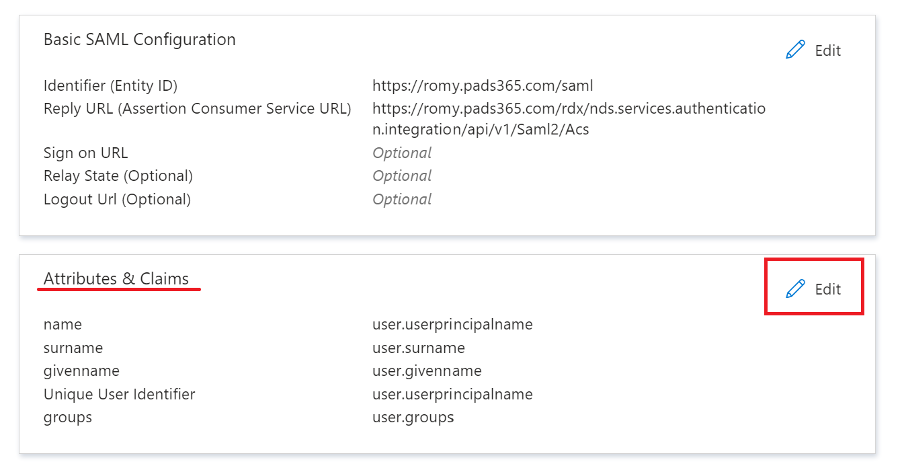 Basic SAML Configuration
Edit
Identifier (Entity ID) https://romy.pads365.com/saml
Reply URL (Assertion Consumer Service URL) https://romy.pads365.com/rdx/nds.services.authenticatio
n.integration/api/v1/Saml2/Acs
Sign on URL Optional
Relay State (Optional) Optional
Logout Url (Optional) Optional
Attributes & Claims
Edit
name user.userprincipalname
surname user.surname
givenname user.givenname
Unique User Identifier user.userprincipalname
groups user.groups